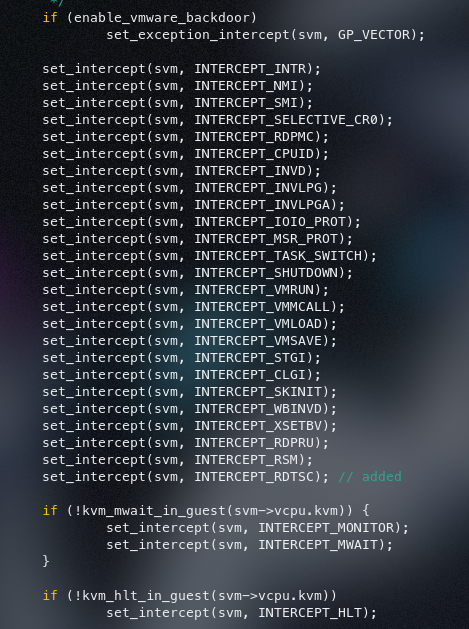 */
if (enable_vmware_backdoor)
set_exception_intercept(svm, GP_VECTOR);
set_intercept(svm, INTERCEPT_INTR);
set_intercept(svm, INTERCEPT_NMI);
set_intercept(svm, INTERCEPT_SMI);
set_intercept(svm, INTERCEPT_SELECTIVE_CR0);
set_intercept(svm, INTERCEPT_RDPMC);
set_intercept(svm, INTERCEPT_CPUID);
set_intercept(svm, INTERCEPT_INVD);
set_intercept(svm, INTERCEPT_INVLPG);
set_intercept(svm, INTERCEPT_INVLPGA);
set_intercept(svm, INTERCEPT_IOIO_PROT);
set_intercept(svm, INTERCEPT_MSR_PROT);
set_intercept(svm, INTERCEPT_TASK_SWITCH);
set_intercept(svm, INTERCEPT_SHUTDOWN);
set_intercept(svm, INTERCEPT_VMRUN);
set_intercept(svm, INTERCEPT_VMMCALL);
set_intercept(svm, INTERCEPT_VMLOAD);
set_intercept(svm, INTERCEPT_VMSAVE);
set_intercept(svm, INTERCEPT_STGI);
set_intercept(svm, INTERCEPT_CLGI);
set_intercept(svm, INTERCEPT_SKINIT);
set_intercept(svm, INTERCEPT_WBINVD);
set_intercept(svm, INTERCEPT_XSETBV);
set_intercept(svm, INTERCEPT_RDPRU);
set_intercept(svm, INTERCEPT_RSM);
set_intercept(svm, INTERCEPT_RDTSC); // added
if (!kvm_mwait_in_guest(svm->vcpu.kvm)) {
set_intercept(svm, INTERCEPT_MONITOR);
set_intercept(svm, INTERCEPT_MWAIT);
}
if (!kvm_hlt_in_guest(svm->vcpu.kvm))
set_intercept(svm, INTERCEPT_HLT);